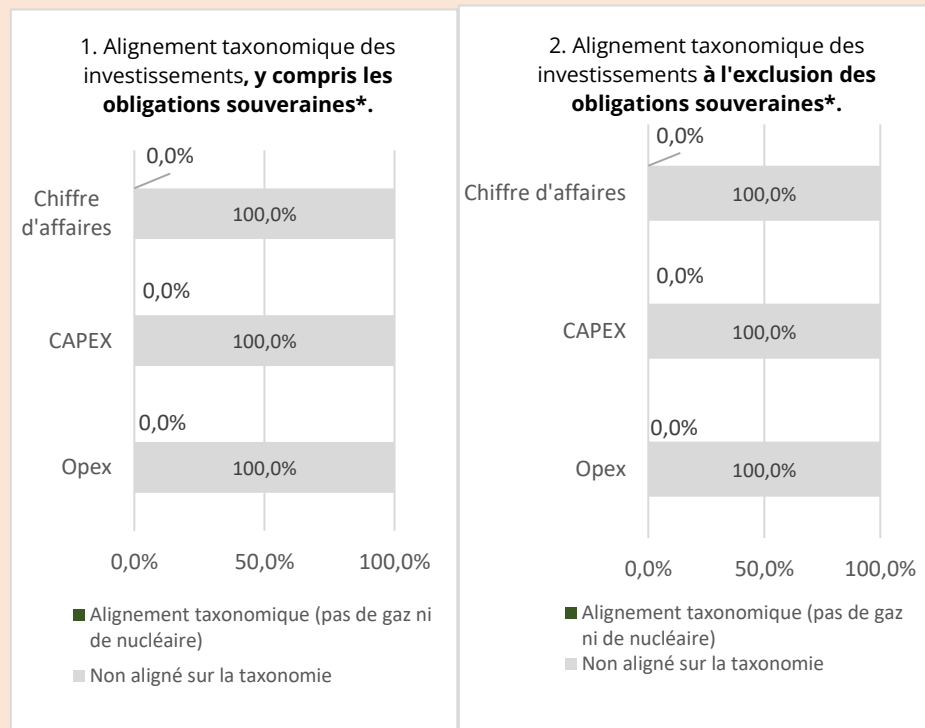 1. Alignement taxonomique des
investissements, y compris les
obligations souveraines*.
0,0%
Chiffre
d'affaires
100,0%
0,0%
CAPEX
100,0%
0,0%
Opex
100,0%
0,0%
50,0%
100,0%
Alignement taxonomique (pas de gaz ni
de nucléaire)
Non aligné sur la taxonomie
2. Alignement taxonomique des
investissements à l'exclusion des
obligations souveraines*.
0,0%
Chiffre d'affaires
100,0%
0,0%
CAPEX
100,0%
0,0%
Opex
100,0%
0,0%
50,0%
100,0%
Alignement taxonomique (pas de gaz
ni de nucléaire)
Non aligné sur la taxonomie